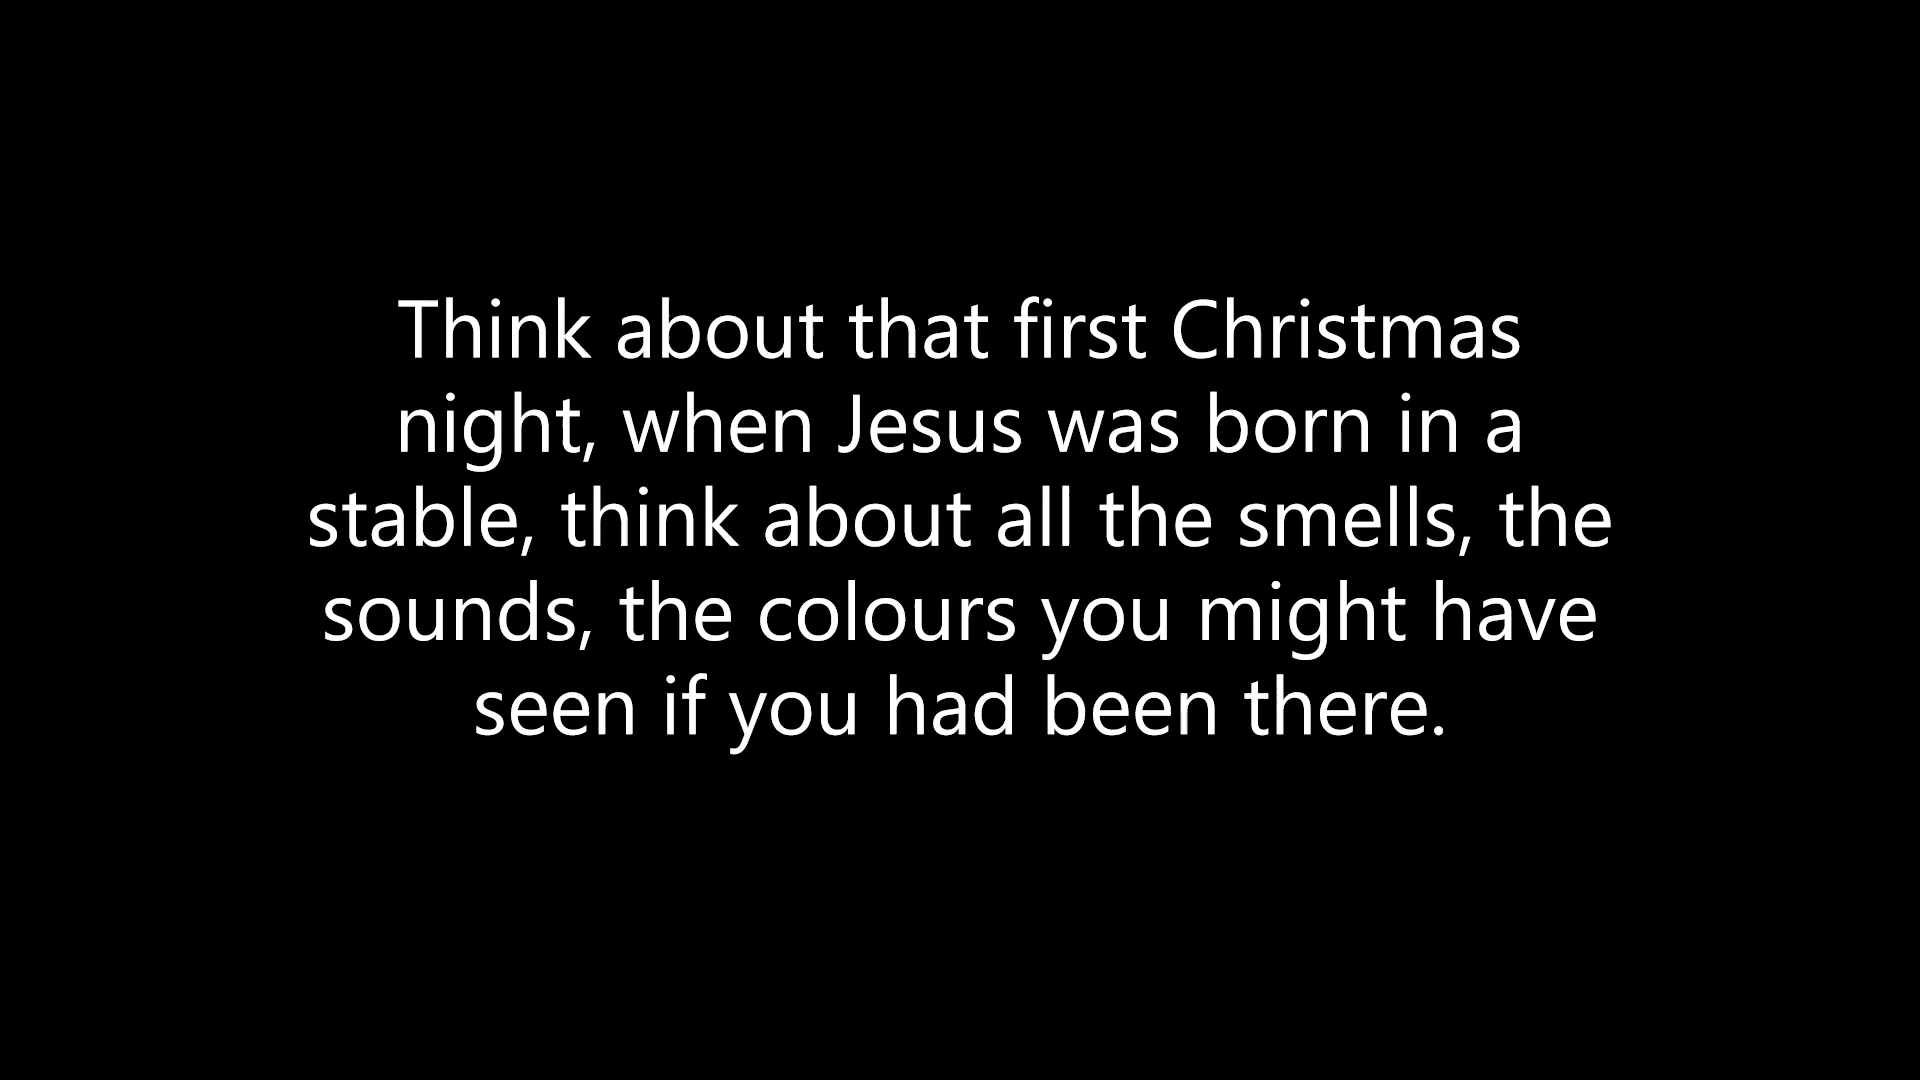 Think about that first Christmas
night, when Jesus was born in a
stable, think about all the smells, the
sounds, the colours you might have
seen if you had been there.